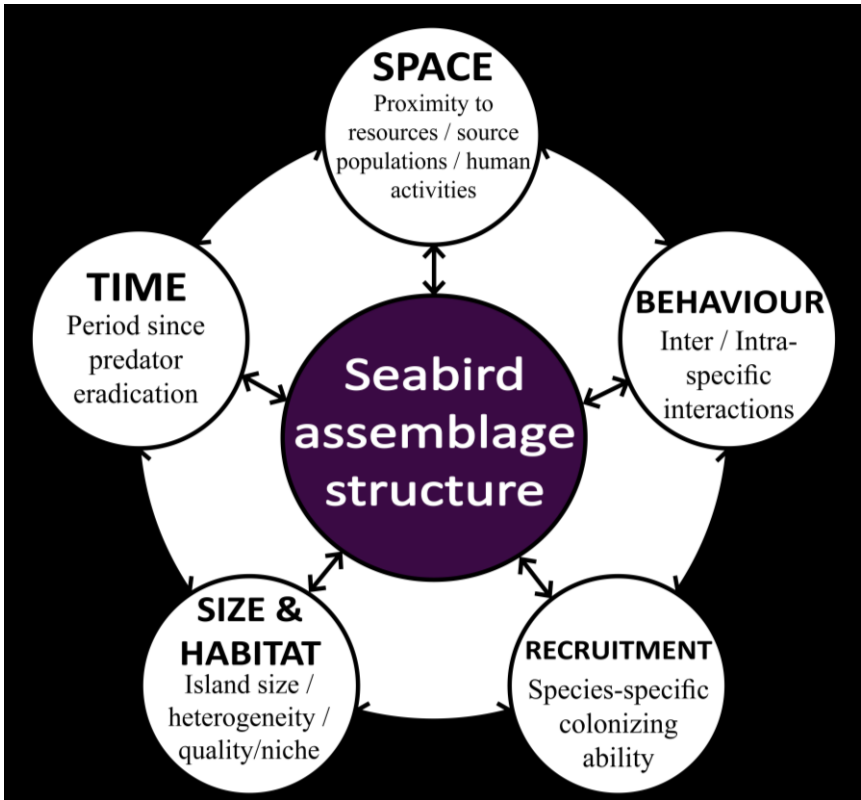 SPACE
Proximity to
resources / source
populations / human
activities
TIME
Period since
predator
eradication
BEHAVIOUR
Inter / Intra-
specific
interactions
Seabird
assemblage
structure
SIZE &
HABITAT
Island size /
heterogeneity /
quality/niche
RECRUITMENT
Species-specific
colonizing
ability